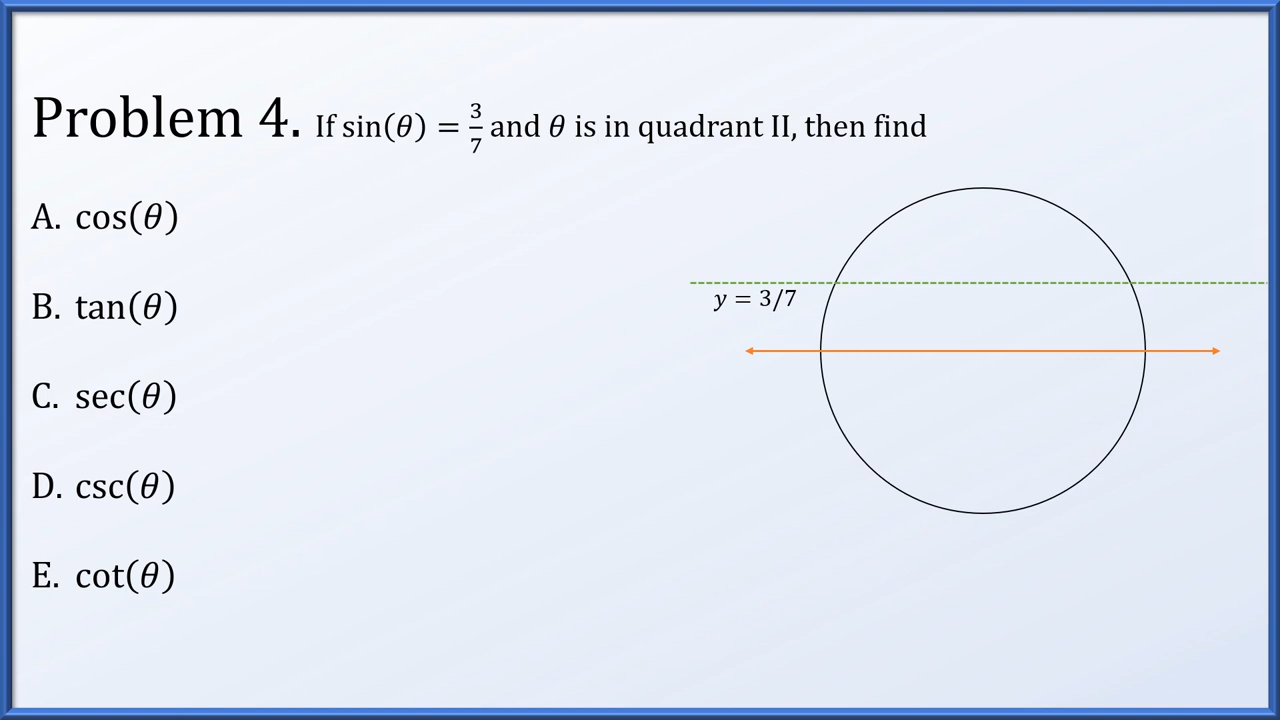 Problem 4. If sin(𝜃) = 3/7 and 𝜃 is in quadrant II, then find
A. cos(𝜃)
y = 3/7
B. tan(𝜃)
C. sec(𝜃)
D. csc(𝜃)
E. cot(𝜃)